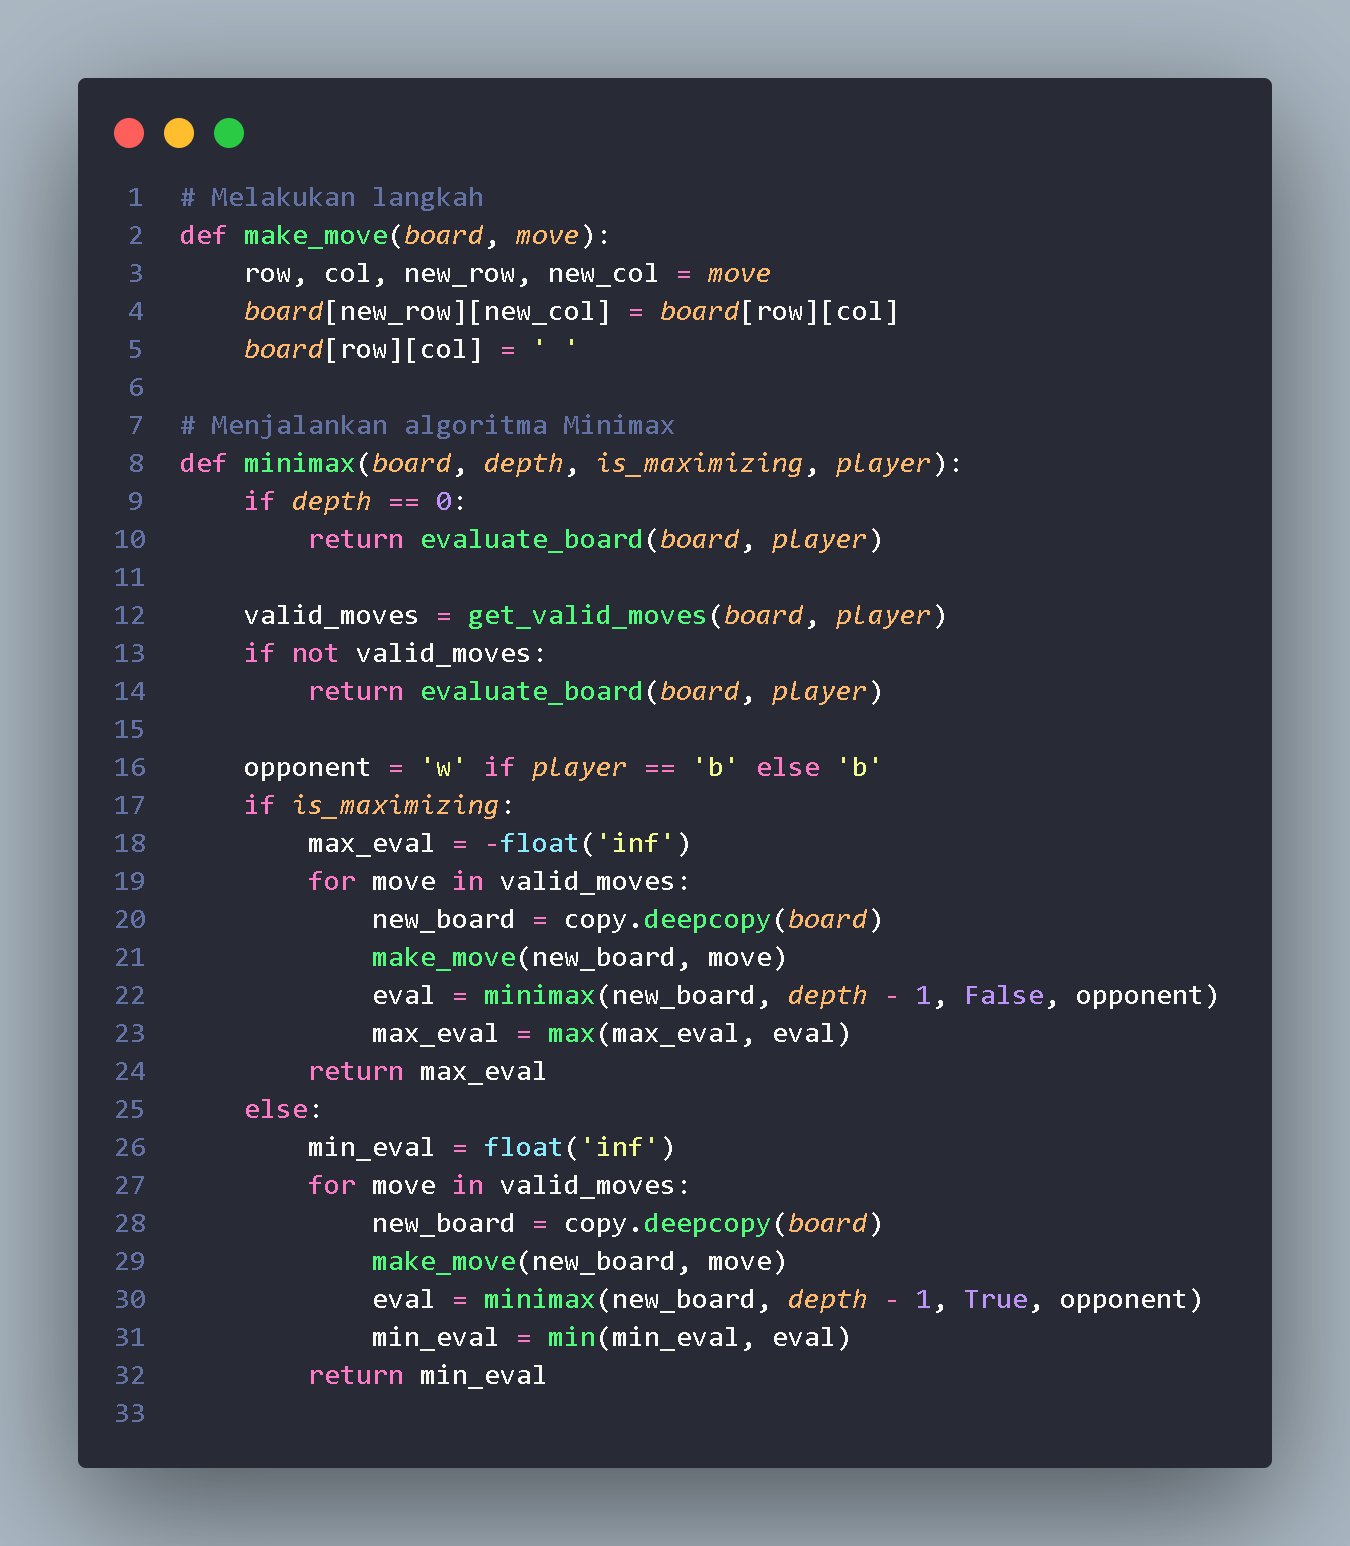 1 # Melakukan langkah
2 def make_move(board, move):
3     row, col, new_row, new_col = move
4     board[new_row][new_col] = board[row][col]
5     board[row][col] = ' '
6
7 # Menjalankan algoritma Minimax
8 def minimax(board, depth, is_maximizing, player):
9     if depth == 0:
10         return evaluate_board(board, player)
11
12     valid_moves = get_valid_moves(board, player)
13     if not valid_moves:
14         return evaluate_board(board, player)
15
16     opponent = 'w' if player == 'b' else 'b'
17     if is_maximizing:
18         max_eval = -float('inf')
19         for move in valid_moves:
20             new_board = copy.deepcopy(board)
21             make_move(new_board, move)
22             eval = minimax(new_board, depth - 1, False, opponent)
23             max_eval = max(max_eval, eval)
24         return max_eval
25     else:
26         min_eval = float('inf')
27         for move in valid_moves:
28             new_board = copy.deepcopy(board)
29             make_move(new_board, move)
30             eval = minimax(new_board, depth - 1, True, opponent)
31             min_eval = min(min_eval, eval)
32         return min_eval
33